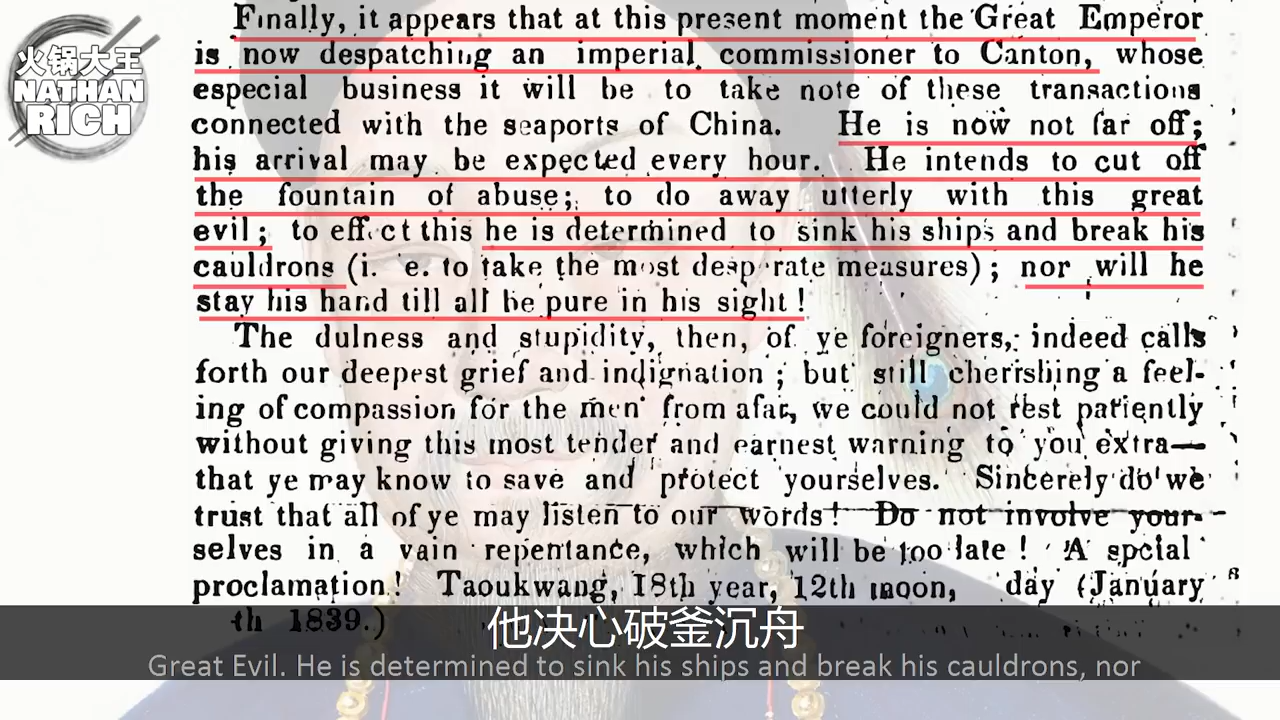 火锅大王
NATHAN
RICH
Finally, it appears that at this present moment the Great Emperor
is now despatching an imperial commissioner to Canton, whose
especial business it will be to take note of these transactions
connected with the seaports of China. He is now not far off;
his arrival may be expected every hour. He intends to cut off
the fountain of abuse; to do away utterly with this great
evil; to effect this he is determined to sink his ships and break his
cauldrons (i. e. to take the most desperate measures); nor will he
stay his hand till all be pure in his sight!
The dulness and stupidity, then, of ye foreigners, indeed calls
forth our deepest grief and indignation; but still cherishing a feel-
ing of compassion for the men from afar, we could not rest patiently
without giving this most tender and earnest warning to you extra—
that ye may know to save and protect yourselves. Sincerely do we
trust that all of ye may listen to our words! Do not involve your-
selves in a vain repentance, which will be too late! A special
proclamation! Taoukwang, 18th year, 12th moon, day (January
th 1839.)
他决心破釜沉舟
Great Evil. He is determined to sink his ships and break his cauldrons, nor